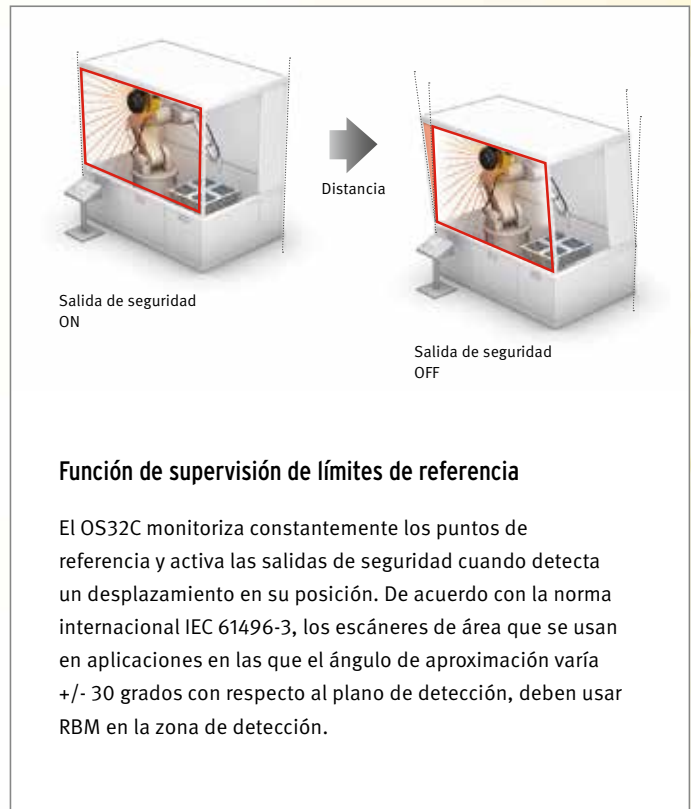 Distancia
Salida de seguridad
ON
Salida de seguridad
OFF
Función de supervisión de límites de referencia
El OS32C monitoriza constantemente los puntos de
referencia y activa las salidas de seguridad cuando detecta
un desplazamiento en su posición. De acuerdo con la norma
internacional IEC 61496-3, los escáneres de área que se usan
en aplicaciones en las que el ángulo de aproximación varía
+/- 30 grados con respecto al plano de detección, deben usar
RBM en la zona de detección.